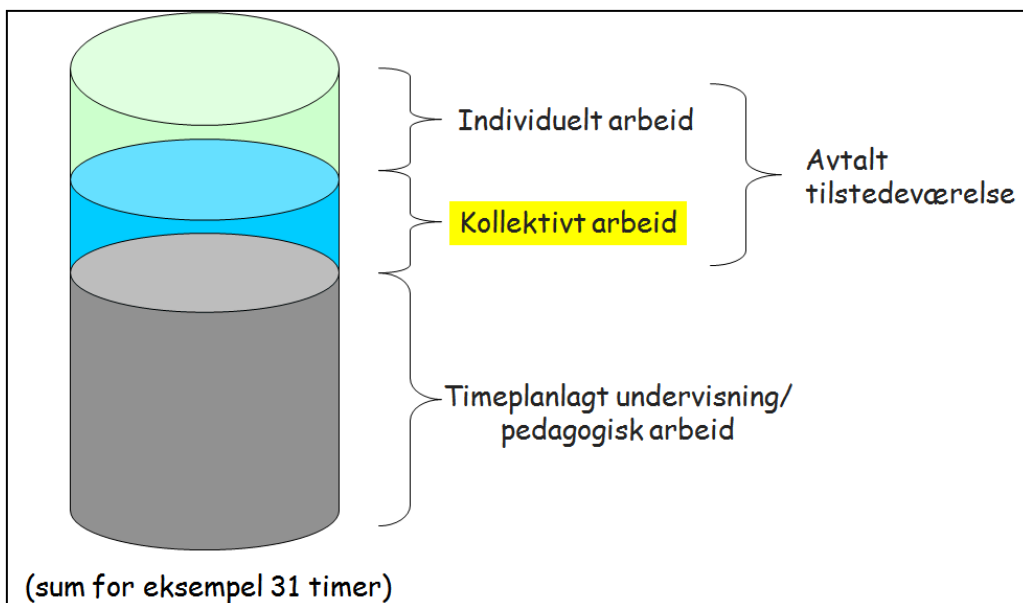 Individuelt arbeid
Avtalt
tilstedeværelse
Kollektivt arbeid
Timeplanlagt undervisning/
pedagogisk arbeid
(sum for eksempel 31 timer)